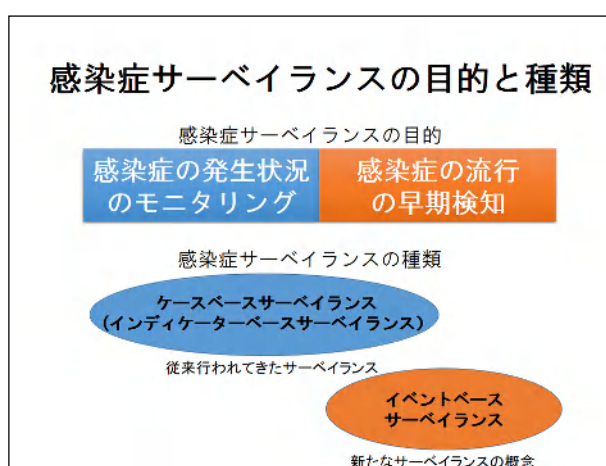 感染症サーベイランスの目的と種類
感染症サーベイランスの目的
感染症の発生状況
のモニタリング
感染症の流行
の早期検知
感染症サーベイランスの種類
ケースベースサーベイランス
(インディケーターベースサーベイランス)
従来行われてきたサーベイランス
イベントベース
サーベイランス
新たなサーベイランスの概念